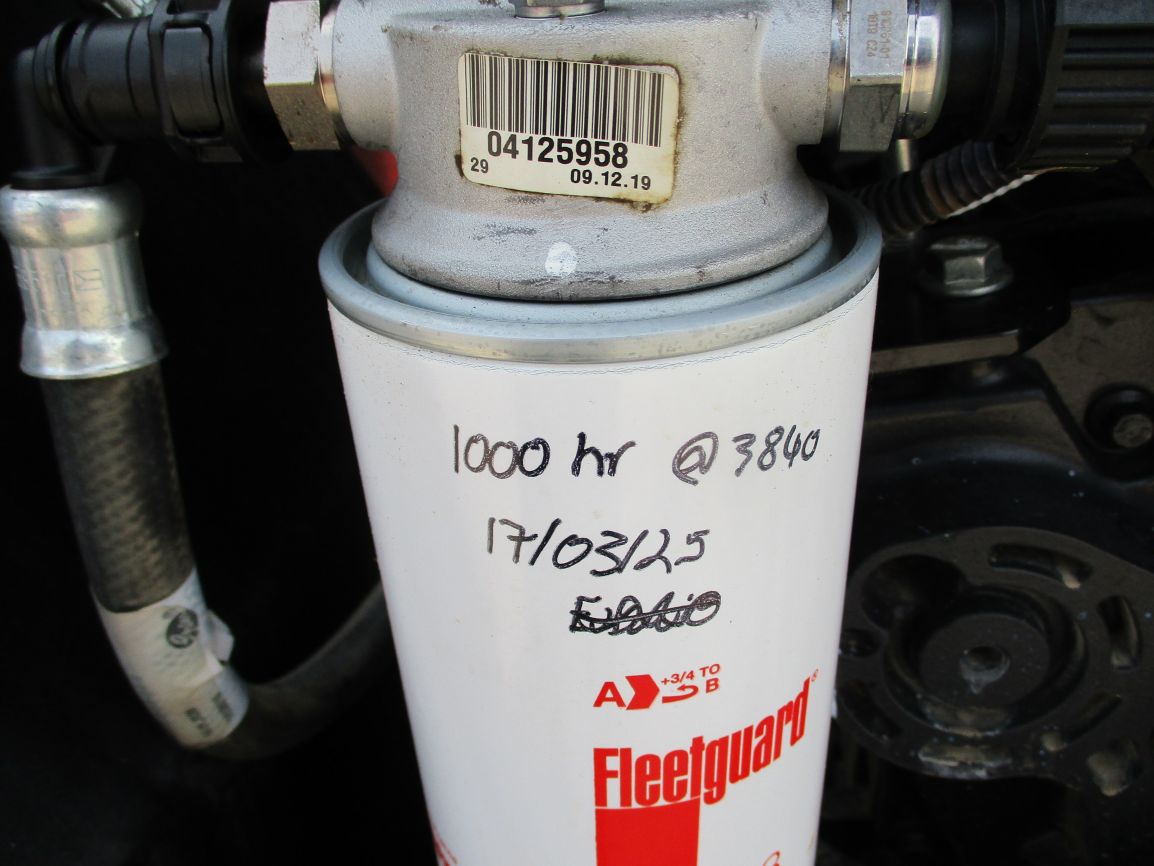 04125958
29 09.12.19
1000 hr @ 3840
17/03/25
A +3/4 TO B
Fleetguard®